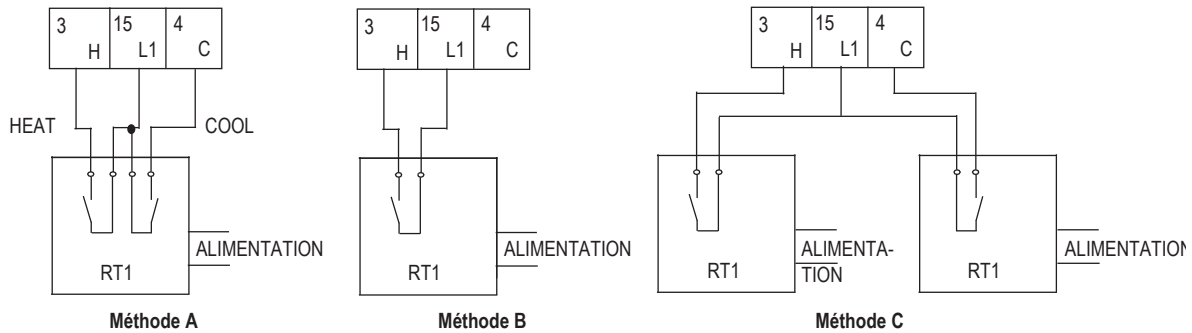 3 15 4
H L1 C
HEAT COOL
ALIMENTATION
RT1
Méthode A
3 15 4
H L1 C
ALIMENTATION
RT1
Méthode B
3 15 4
H L1 C
ALIMENTA-
TION
RT1
ALIMENTATION
RT1
Méthode C